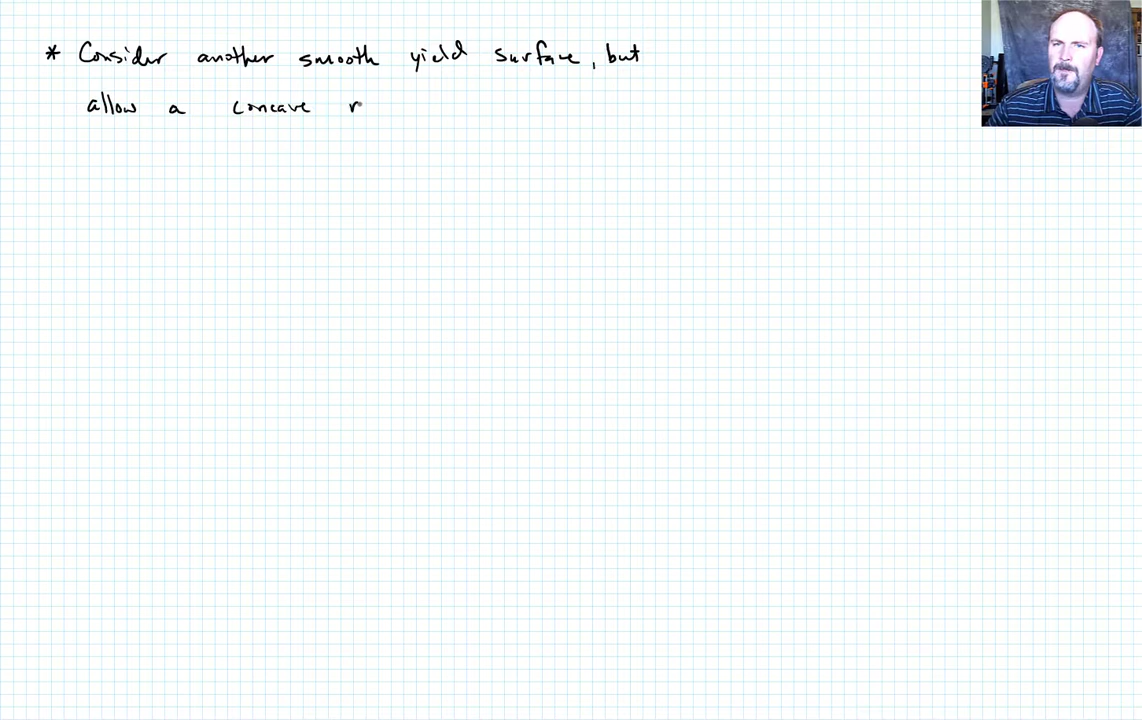 * Consider another smooth yield surface, but
allow a concave r